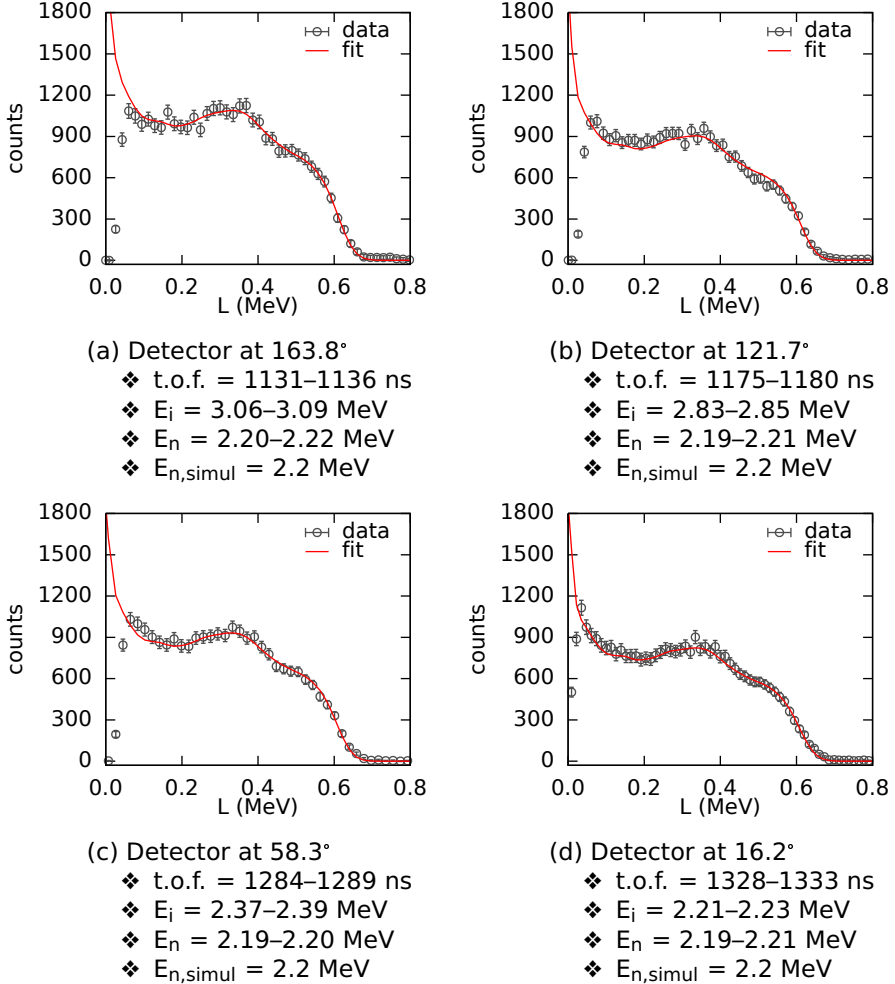 1800
1500
1200
900
600
300
0
counts
data
fit
0.0 0.2 0.4 0.6 0.8
L (MeV)
(a) Detector at 163.8°
❖ t.o.f. = 1131–1136 ns
❖ Ei = 3.06–3.09 MeV
❖ En = 2.20–2.22 MeV
❖ En,simul = 2.2 MeV
1800
1500
1200
900
600
300
0
counts
data
fit
0.0 0.2 0.4 0.6 0.8
L (MeV)
(b) Detector at 121.7°
❖ t.o.f. = 1175–1180 ns
❖ Ei = 2.83–2.85 MeV
❖ En = 2.19–2.21 MeV
❖ En,simul = 2.2 MeV
1800
1500
1200
900
600
300
0
counts
data
fit
0.0 0.2 0.4 0.6 0.8
L (MeV)
(c) Detector at 58.3°
❖ t.o.f. = 1284–1289 ns
❖ Ei = 2.37–2.39 MeV
❖ En = 2.19–2.20 MeV
❖ En,simul = 2.2 MeV
1800
1500
1200
900
600
300
0
counts
data
fit
0.0 0.2 0.4 0.6 0.8
L (MeV)
(d) Detector at 16.2°
❖ t.o.f. = 1328–1333 ns
❖ Ei = 2.21–2.23 MeV
❖ En = 2.19–2.21 MeV
❖ En,simul = 2.2 MeV